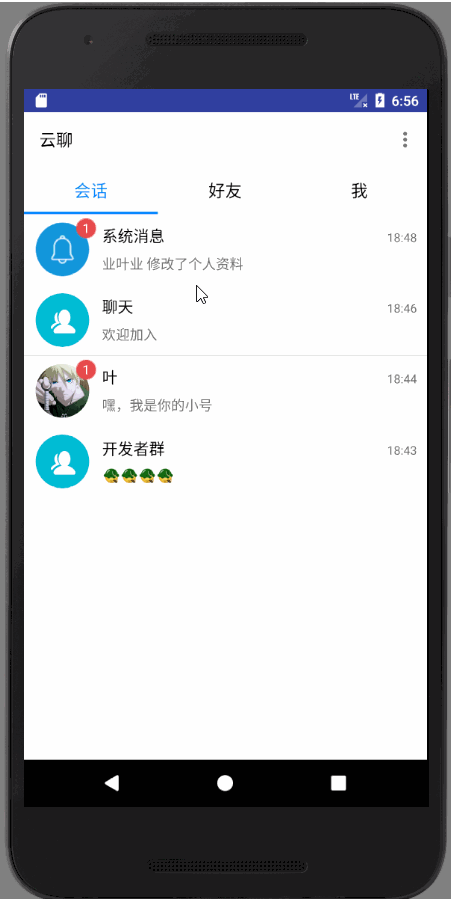 LTE 6:56
云聊
会话 好友 我
1
系统消息 18:48
业叶业 修改了个人资料
聊天 18:46
欢迎加入
1
叶 18:44
嘿，我是你的小号
开发者群 18:43